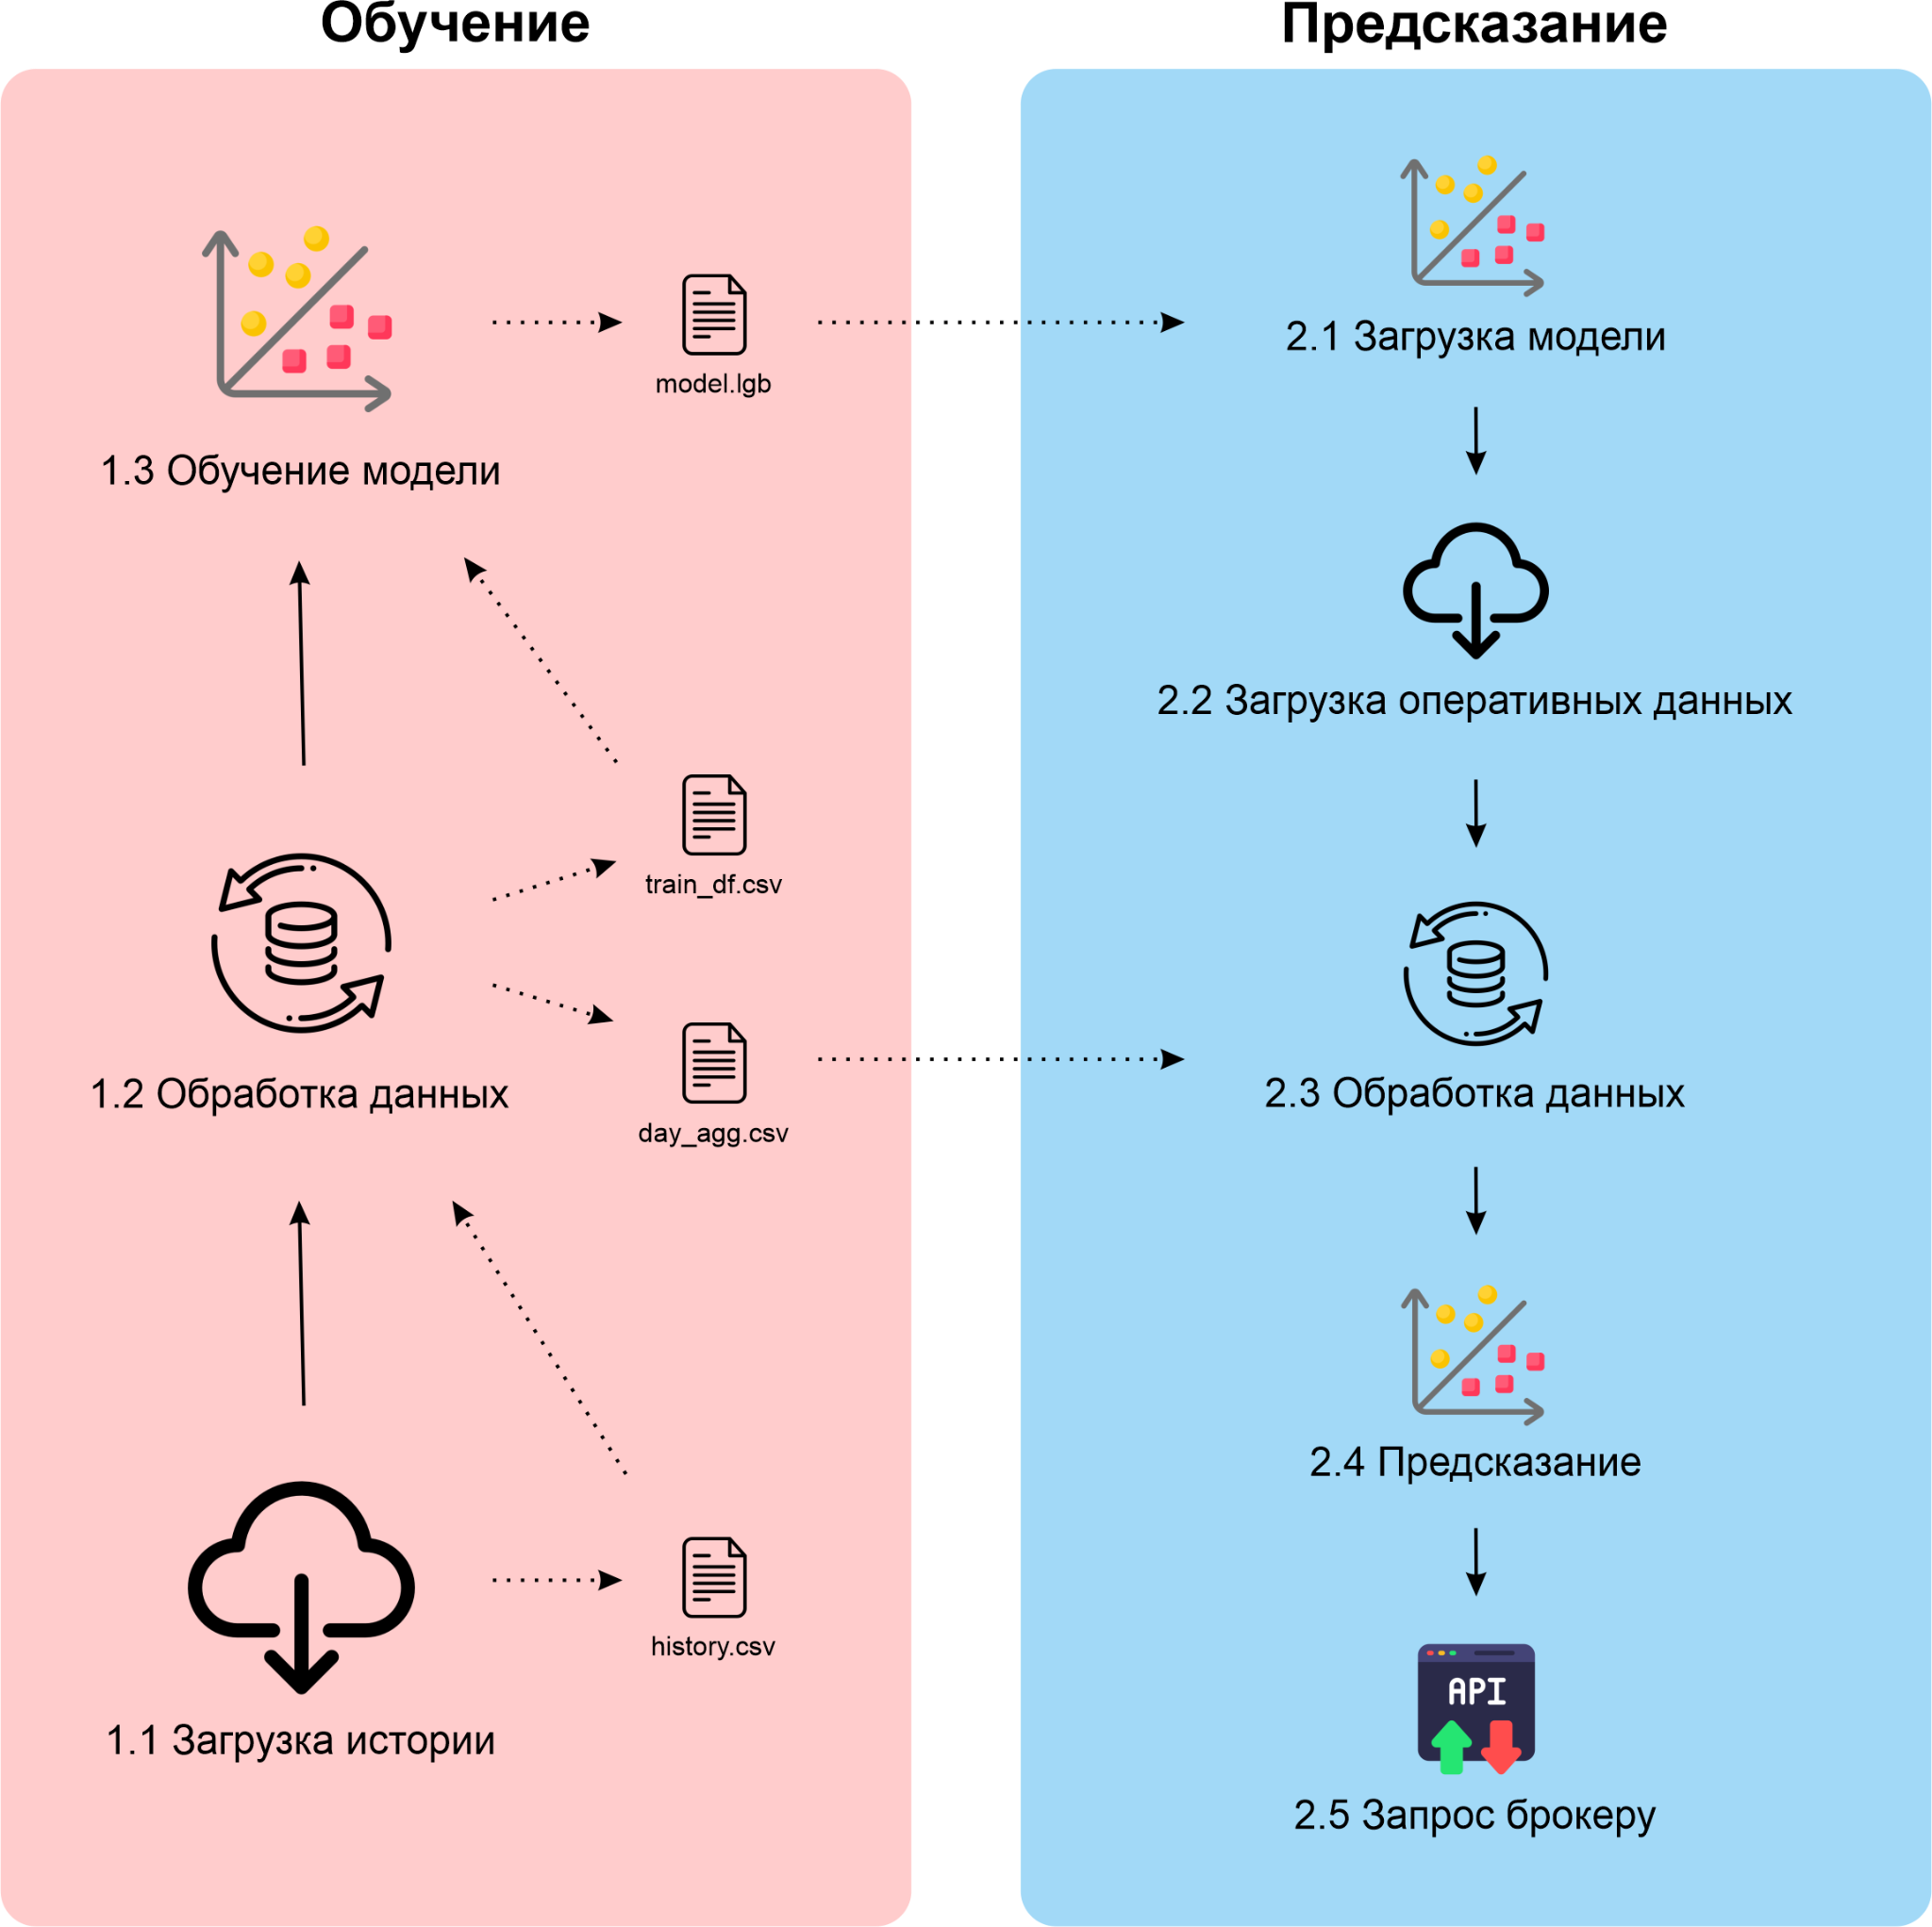 Обучение
1.3 Обучение модели
model.lgb
train_df.csv
1.2 Обработка данных
day_agg.csv
history.csv
1.1 Загрузка истории
Предсказание
2.1 Загрузка модели
2.2 Загрузка оперативных данных
2.3 Обработка данных
2.4 Предсказание
API
2.5 Запрос брокеру